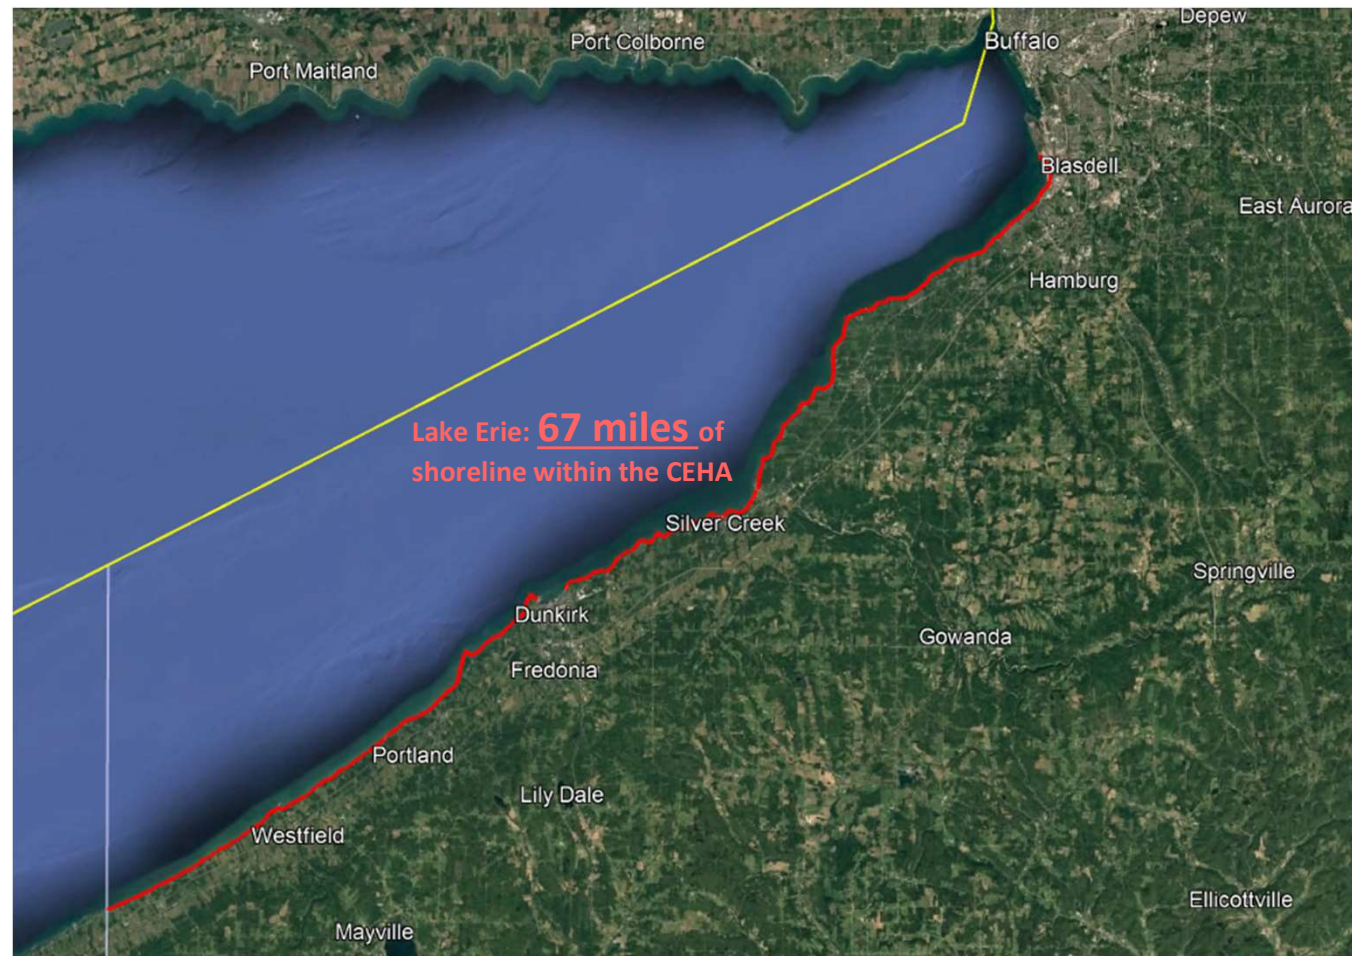 Depew
Port Colborne
Buffalo
Port Maitland
Blasdell
East Aurora
Hamburg
Lake Erie: 67 miles of
shoreline within the CEHA
Silver Creek
Springville
Dunkirk
Gowanda
Fredonia
Portland
Lily Dale
Westfield
Ellicottville
Mayville